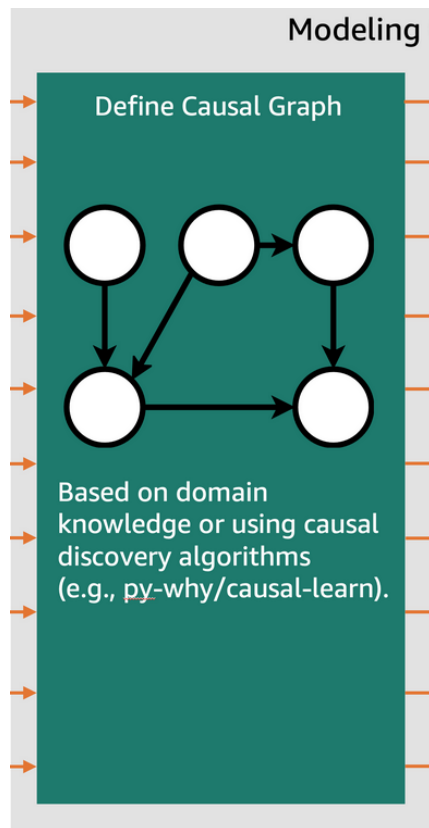 Modeling
Define Causal Graph
Based on domain
knowledge or using causal
discovery algorithms
(e.g., py-why/causal-learn).